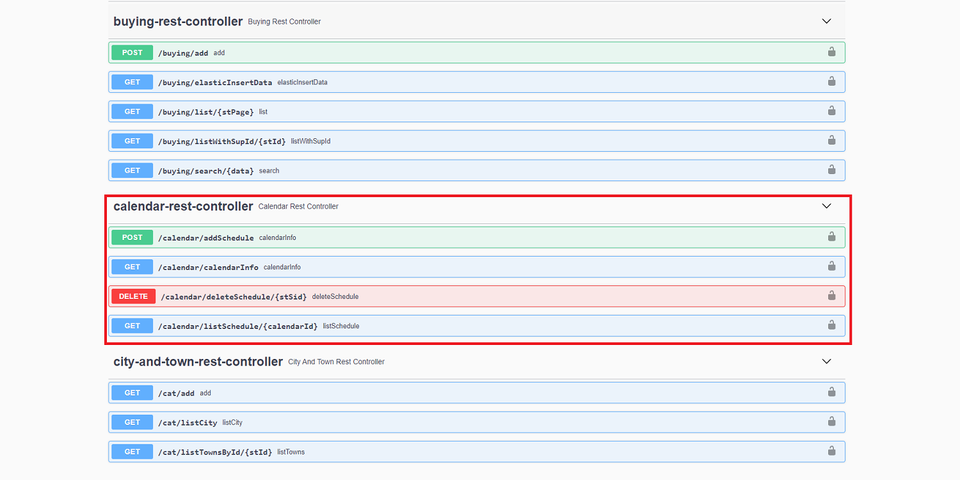 buying-rest-controller Buying Rest Controller
POST /buying/add add
GET /buying/elasticInsertData elasticInsertData
GET /buying/list/{stPage} list
GET /buying/listWithSupId/{stId} listWithSupId
GET /buying/search/{data} search
calendar-rest-controller Calendar Rest Controller
POST /calendar/addSchedule calendarInfo
GET /calendar/calendarInfo calendarInfo
DELETE /calendar/deleteSchedule/{stSid} deleteSchedule
GET /calendar/listSchedule/{calendarId} listSchedule
city-and-town-rest-controller City And Town Rest Controller
GET /cat/add add
GET /cat/listCity listCity
GET /cat/listTownsById/{stId} listTowns